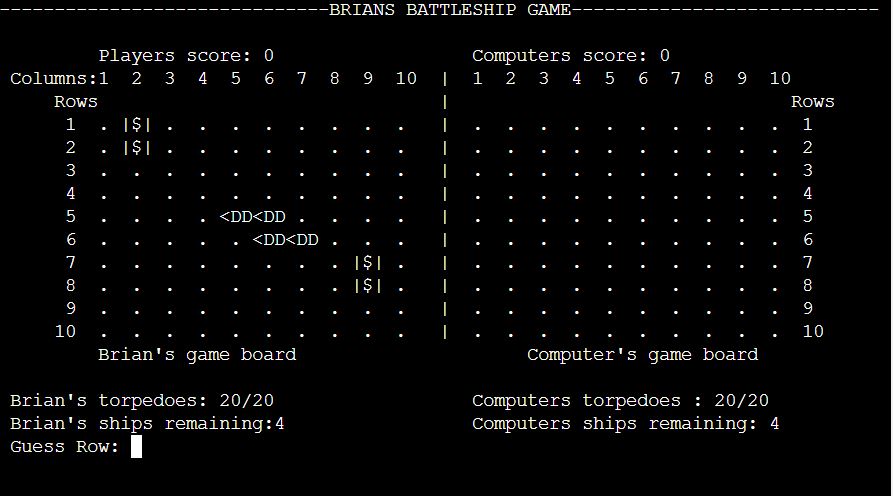 ------------------------------BRIANS BATTLESHIP GAME----------------------------
Players score: 0                  Computers score: 0
Columns:1  2  3  4  5  6  7  8  9  10  |  1  2  3  4  5  6  7  8  9  10
Rows                                   |                               Rows
1  . |$| .  .  .  .  .  .  .  .   |  .  .  .  .  .  .  .  .  .  .  1
2  . |$| .  .  .  .  .  .  .  .   |  .  .  .  .  .  .  .  .  .  .  2
3  .  .  .  .  .  .  .  .  .  .   |  .  .  .  .  .  .  .  .  .  .  3
4  .  .  .  .  .  .  .  .  .  .   |  .  .  .  .  .  .  .  .  .  .  4
5  .  .  .  . <DD<DD .  .  .  .   |  .  .  .  .  .  .  .  .  .  .  5
6  .  .  .  .  . <DD<DD .  .  .   |  .  .  .  .  .  .  .  .  .  .  6
7  .  .  .  .  .  .  .  . |$| .   |  .  .  .  .  .  .  .  .  .  .  7
8  .  .  .  .  .  .  .  . |$| .   |  .  .  .  .  .  .  .  .  .  .  8
9  .  .  .  .  .  .  .  .  .  .   |  .  .  .  .  .  .  .  .  .  .  9
10  .  .  .  .  .  .  .  .  .  .   |  .  .  .  .  .  .  .  .  .  .  10
Brian's game board                     Computer's game board
Brian's torpedoes: 20/20                  Computers torpedoes : 20/20
Brian's ships remaining:4                 Computers ships remaining: 4
Guess Row: